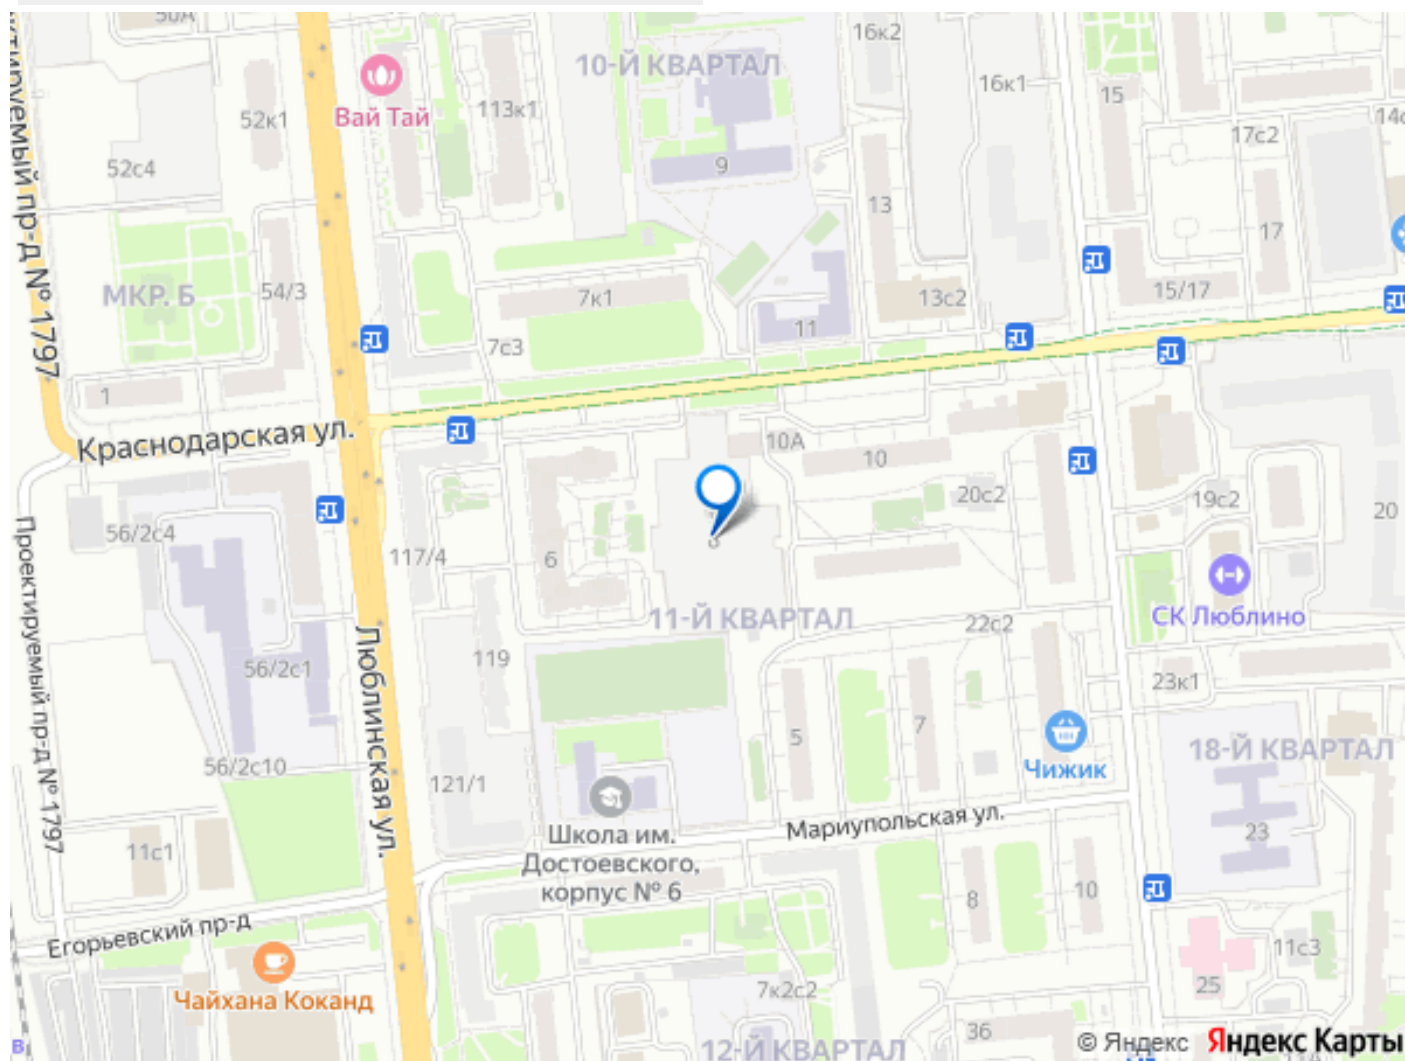 50А
16к2
10-Й КВАРТАЛ
16к1
15
52к1
Вай Тай
113к1
17с2
52с4
9
13
17
Проектируемый пр-д № 1797
МКР. Б
54/3
7к1
13с2
15/17
11
7с3
1
Краснодарская ул.
10А
10
20с2
19с2
20
56/2с4
117/4
6
8
Проектируемый пр-д № 1797
11-Й КВАРТАЛ
22с2
СК Люблино
Люблинская ул.
56/2с1
119
23к1
5
7
18-Й КВАРТАЛ
56/2с10
121/1
Чижик
Мариупольская ул.
Школа им.
Достоевского,
корпус № 6
23
11с1
8
10
Егорьевский пр-д
11с3
Чайхана Коканд
7к2с2
25
36
12-Й КВАРТАЛ
© Яндекс Яндекс Карты